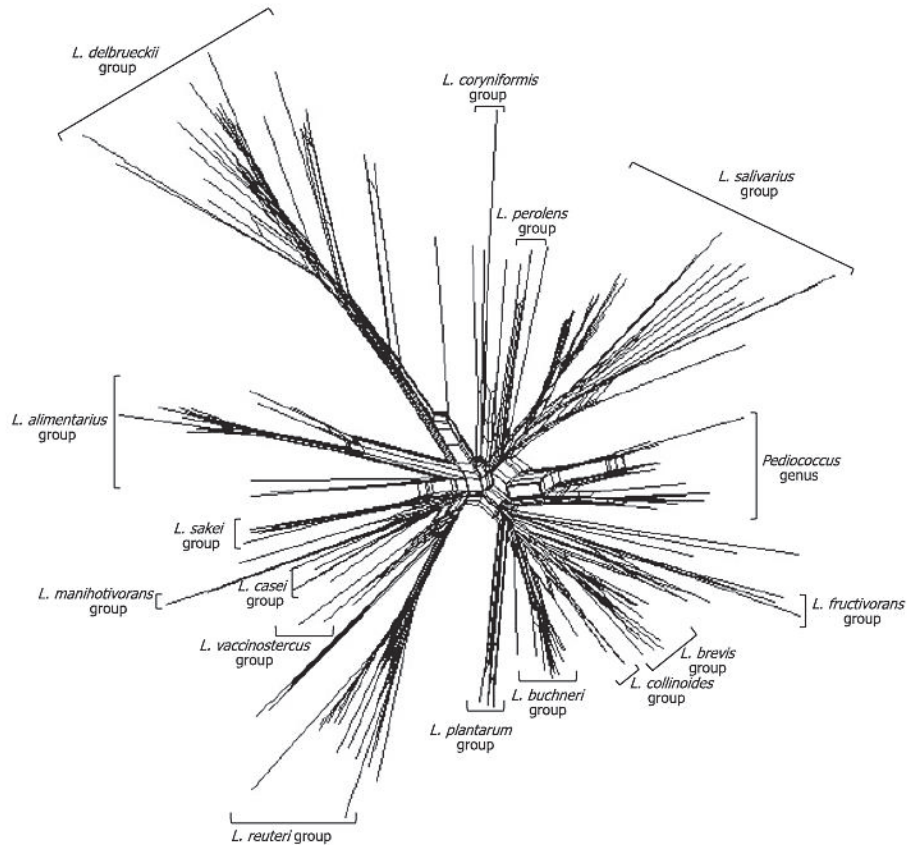 L. delbrueckii
group
L. coryniformis
group
L. salivarius
group
L. perolens
group
L. alimentarius
group
Pediococcus
genus
L. sakei
group
L. casei
group
L. manihotivorans
group
L. fructivorans
group
L. vaccinostercus
group
L. brevis
group
L. collinoides
group
L. buchneri
group
L. plantarum
group
L. reuteri group